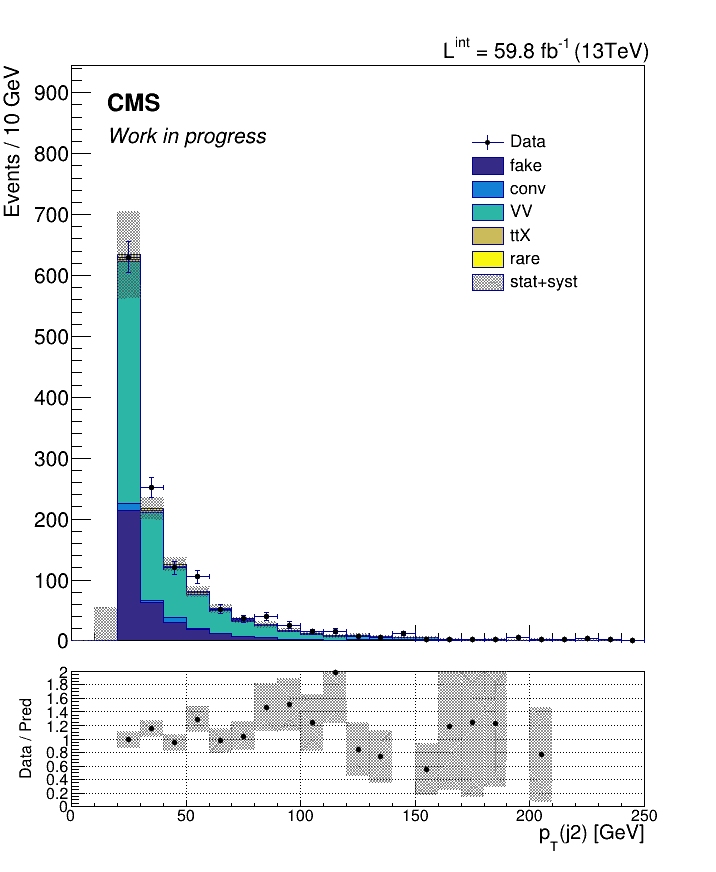 L^int = 59.8 fb^-1 (13TeV)
Events / 10 GeV
900
800
700
600
500
400
300
200
100
0
CMS
Work in progress
Data
fake
conv
VV
ttX
rare
stat+syst
Data / Pred
2
1.8
1.6
1.4
1.2
1
0.8
0.6
0.4
0.2
0
0 50 100 150 200 250
p_T(j2) [GeV]